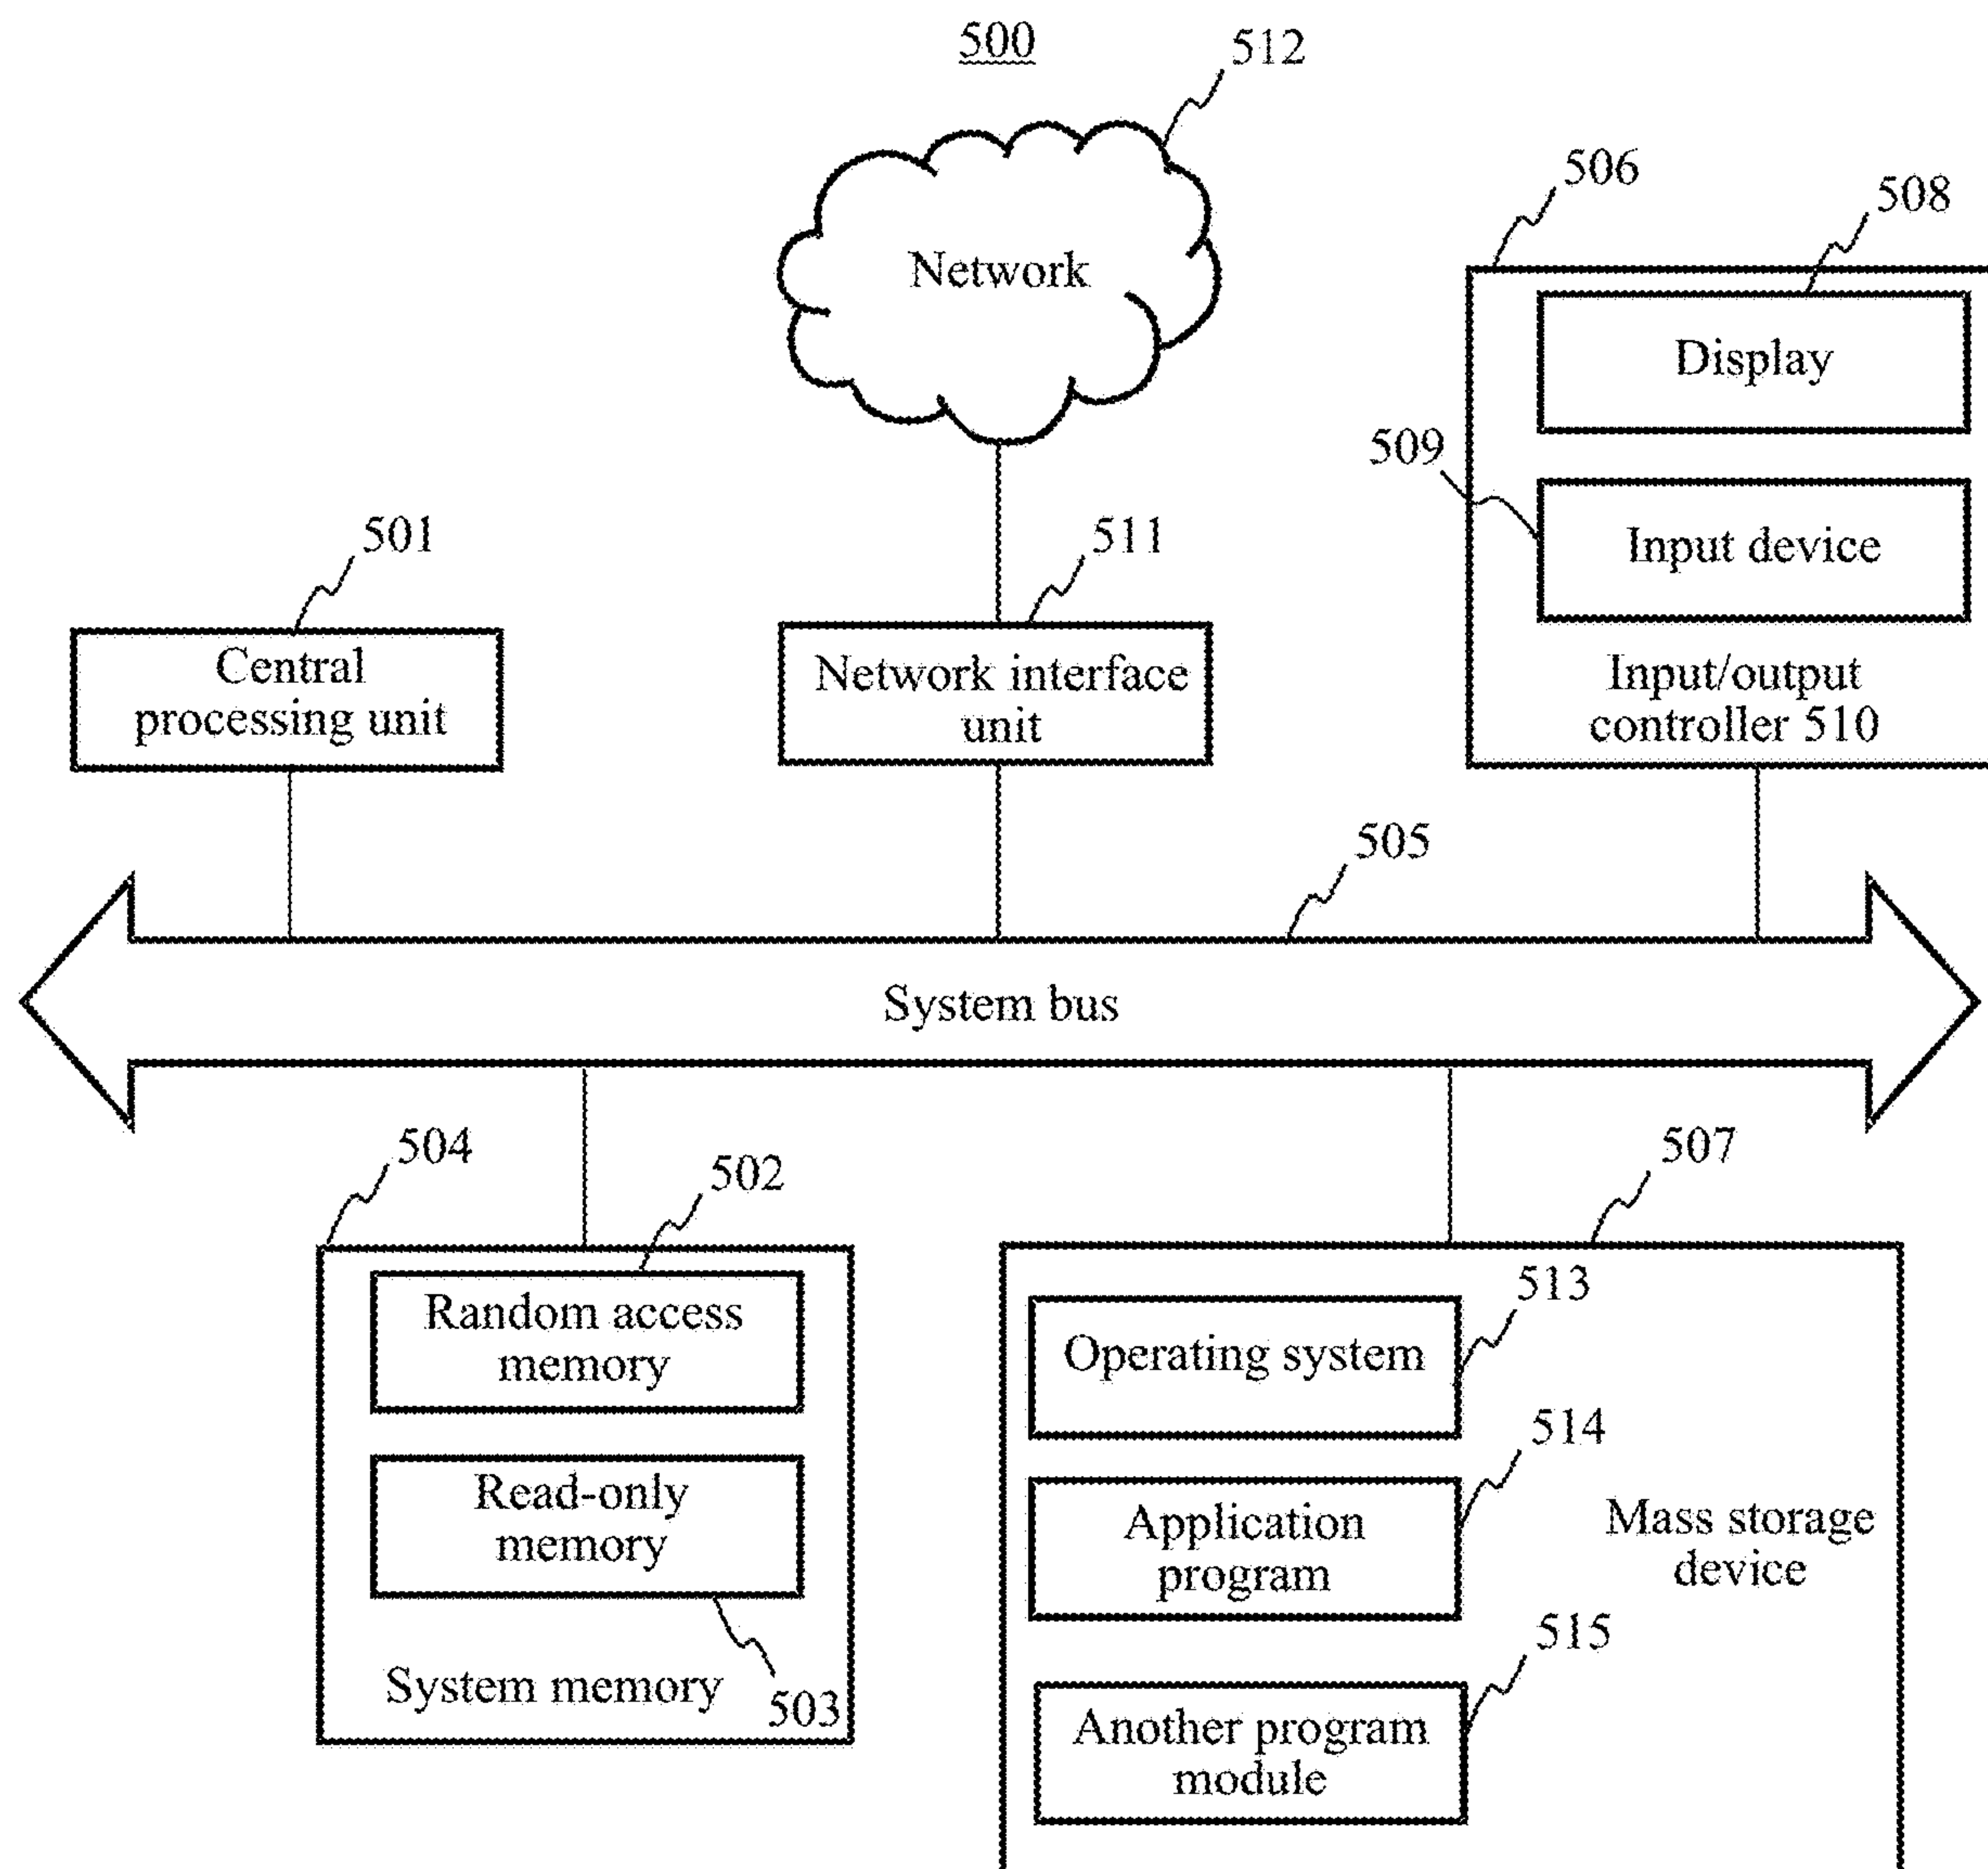 500
512
Network
506
508
Display
509
Input device
Input/output
controller 510
501
Central
processing unit
511
Network interface
unit
505
System bus
504
502
Random access
memory
Read-only
memory
System memory
503
507
513
Operating system
514
Application
program
Mass storage
device
515
Another program
module